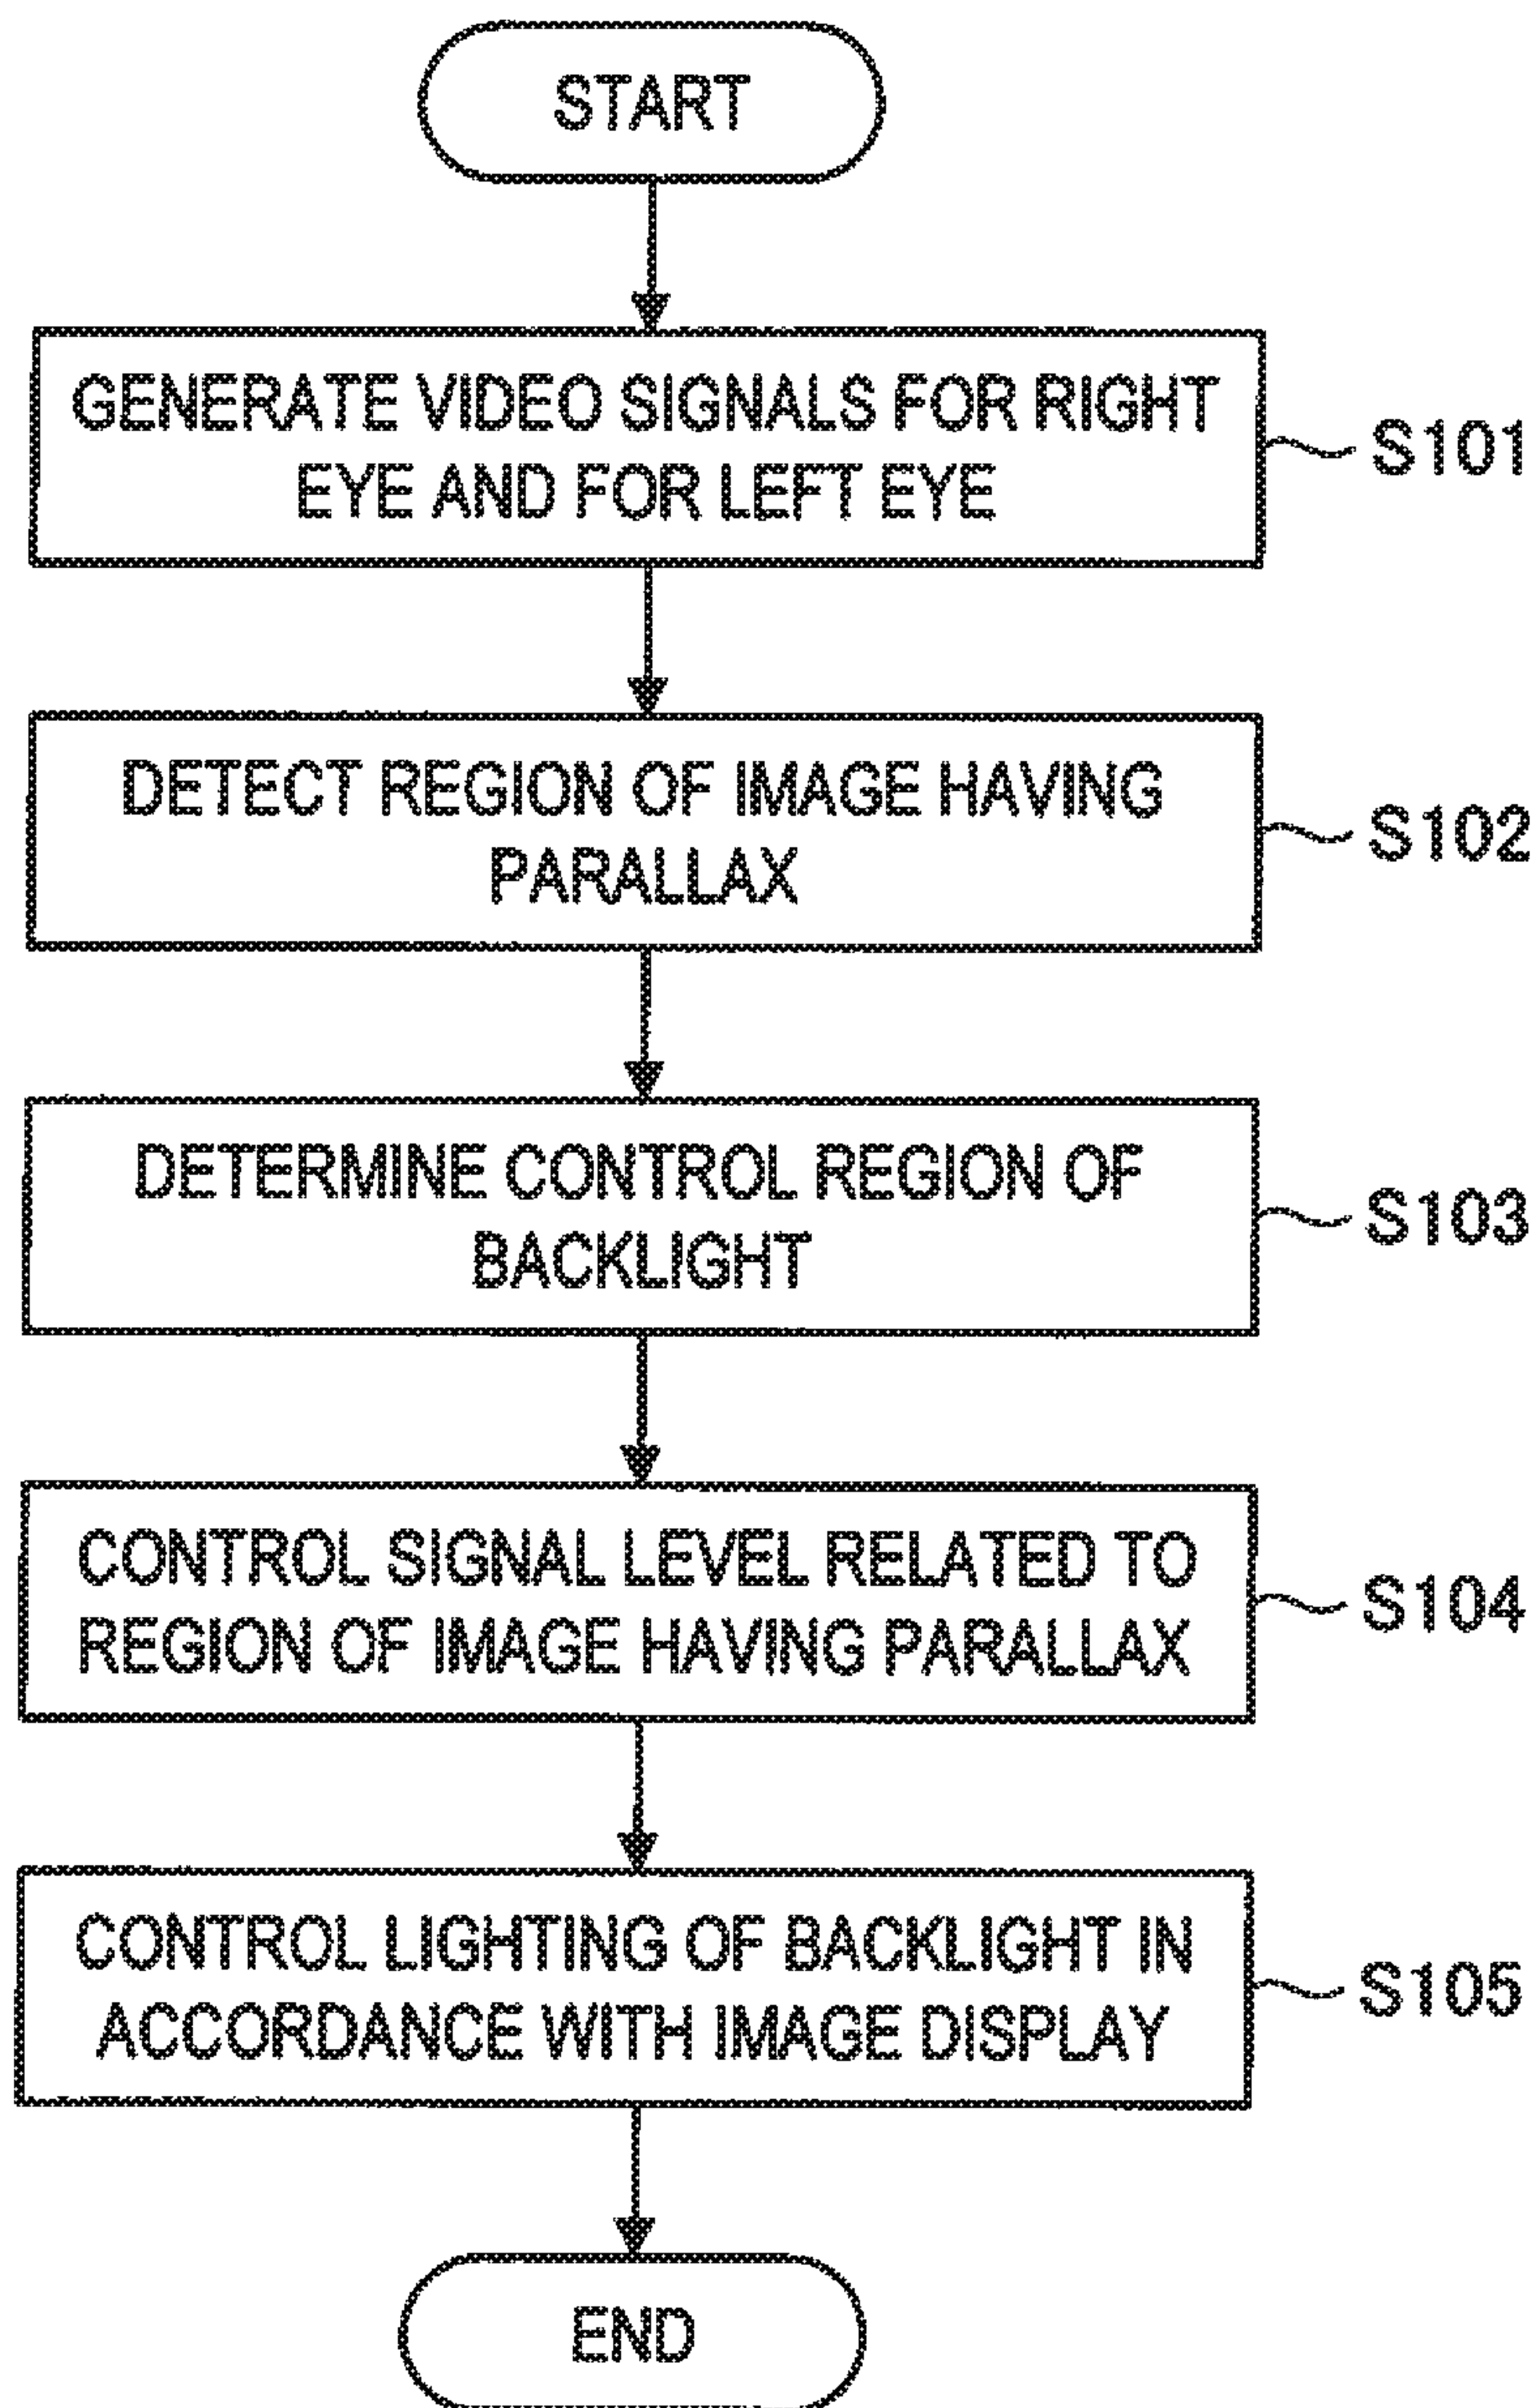 START
GENERATE VIDEO SIGNALS FOR RIGHT
EYE AND FOR LEFT EYE
S101
DETECT REGION OF IMAGE HAVING
PARALLAX
S102
DETERMINE CONTROL REGION OF
BACKLIGHT
S103
CONTROL SIGNAL LEVEL RELATED TO
REGION OF IMAGE HAVING PARALLAX
S104
CONTROL LIGHTING OF BACKLIGHT IN
ACCORDANCE WITH IMAGE DISPLAY
S105
END